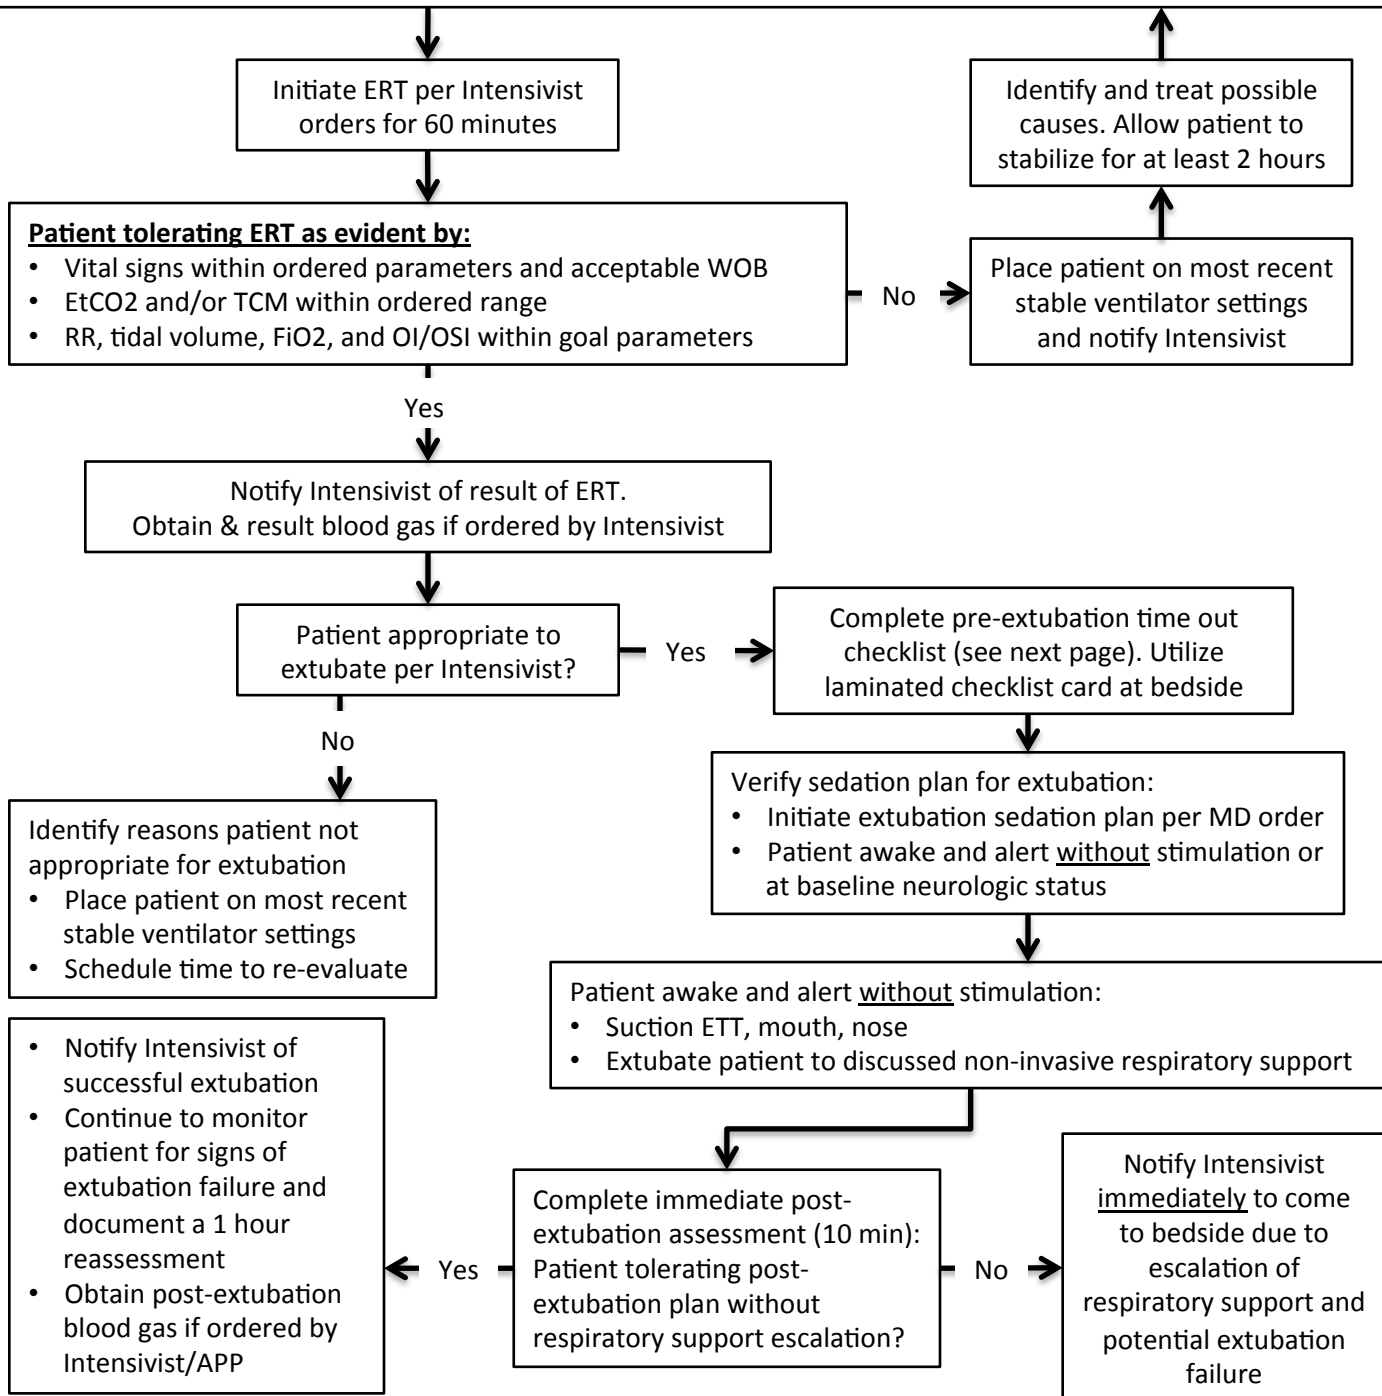 Initiate ERT per Intensivist
orders for 60 minutes
Identify and treat possible
causes. Allow patient to
stabilize for at least 2 hours
Patient tolerating ERT as evident by:
• Vital signs within ordered parameters and acceptable WOB
• EtCO2 and/or TCM within ordered range
• RR, tidal volume, FiO2, and OI/OSI within goal parameters
No
Place patient on most recent
stable ventilator settings
and notify Intensivist
Yes
Notify Intensivist of result of ERT.
Obtain & result blood gas if ordered by Intensivist
Patient appropriate to
extubate per Intensivist?
Yes
Complete pre-extubation time out
checklist (see next page). Utilize
laminated checklist card at bedside
No
Verify sedation plan for extubation:
• Initiate extubation sedation plan per MD order
• Patient awake and alert without stimulation or
at baseline neurologic status
Identify reasons patient not
appropriate for extubation
• Place patient on most recent
stable ventilator settings
• Schedule time to re-evaluate
Patient awake and alert without stimulation:
• Suction ETT, mouth, nose
• Extubate patient to discussed non-invasive respiratory support
• Notify Intensivist of
successful extubation
• Continue to monitor
patient for signs of
extubation failure and
document a 1 hour
reassessment
• Obtain post-extubation
blood gas if ordered by
Intensivist/APP
Yes
Complete immediate post-
extubation assessment (10 min):
Patient tolerating post-
extubation plan without
respiratory support escalation?
No
Notify Intensivist
immediately to come
to bedside due to
escalation of
respiratory support and
potential extubation
failure